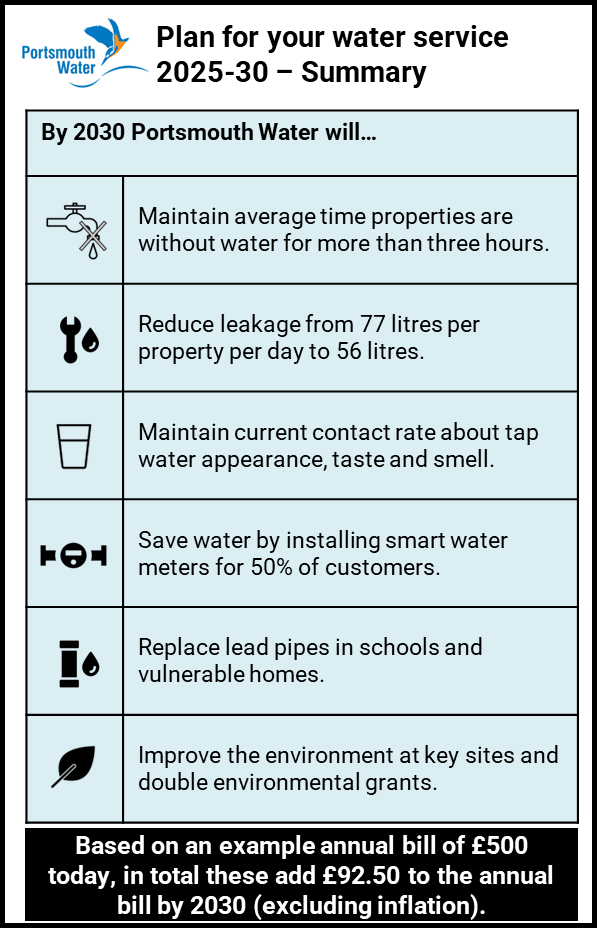 Portsmouth
Water
Plan for your water service
2025-30 – Summary
By 2030 Portsmouth Water will...
Maintain average time properties are
without water for more than three hours.
Reduce leakage from 77 litres per
property per day to 56 litres.
Maintain current contact rate about tap
water appearance, taste and smell.
Save water by installing smart water
meters for 50% of customers.
Replace lead pipes in schools and
vulnerable homes.
Improve the environment at key sites and
double environmental grants.
Based on an example annual bill of £500
today, in total these add £92.50 to the annual
bill by 2030 (excluding inflation).